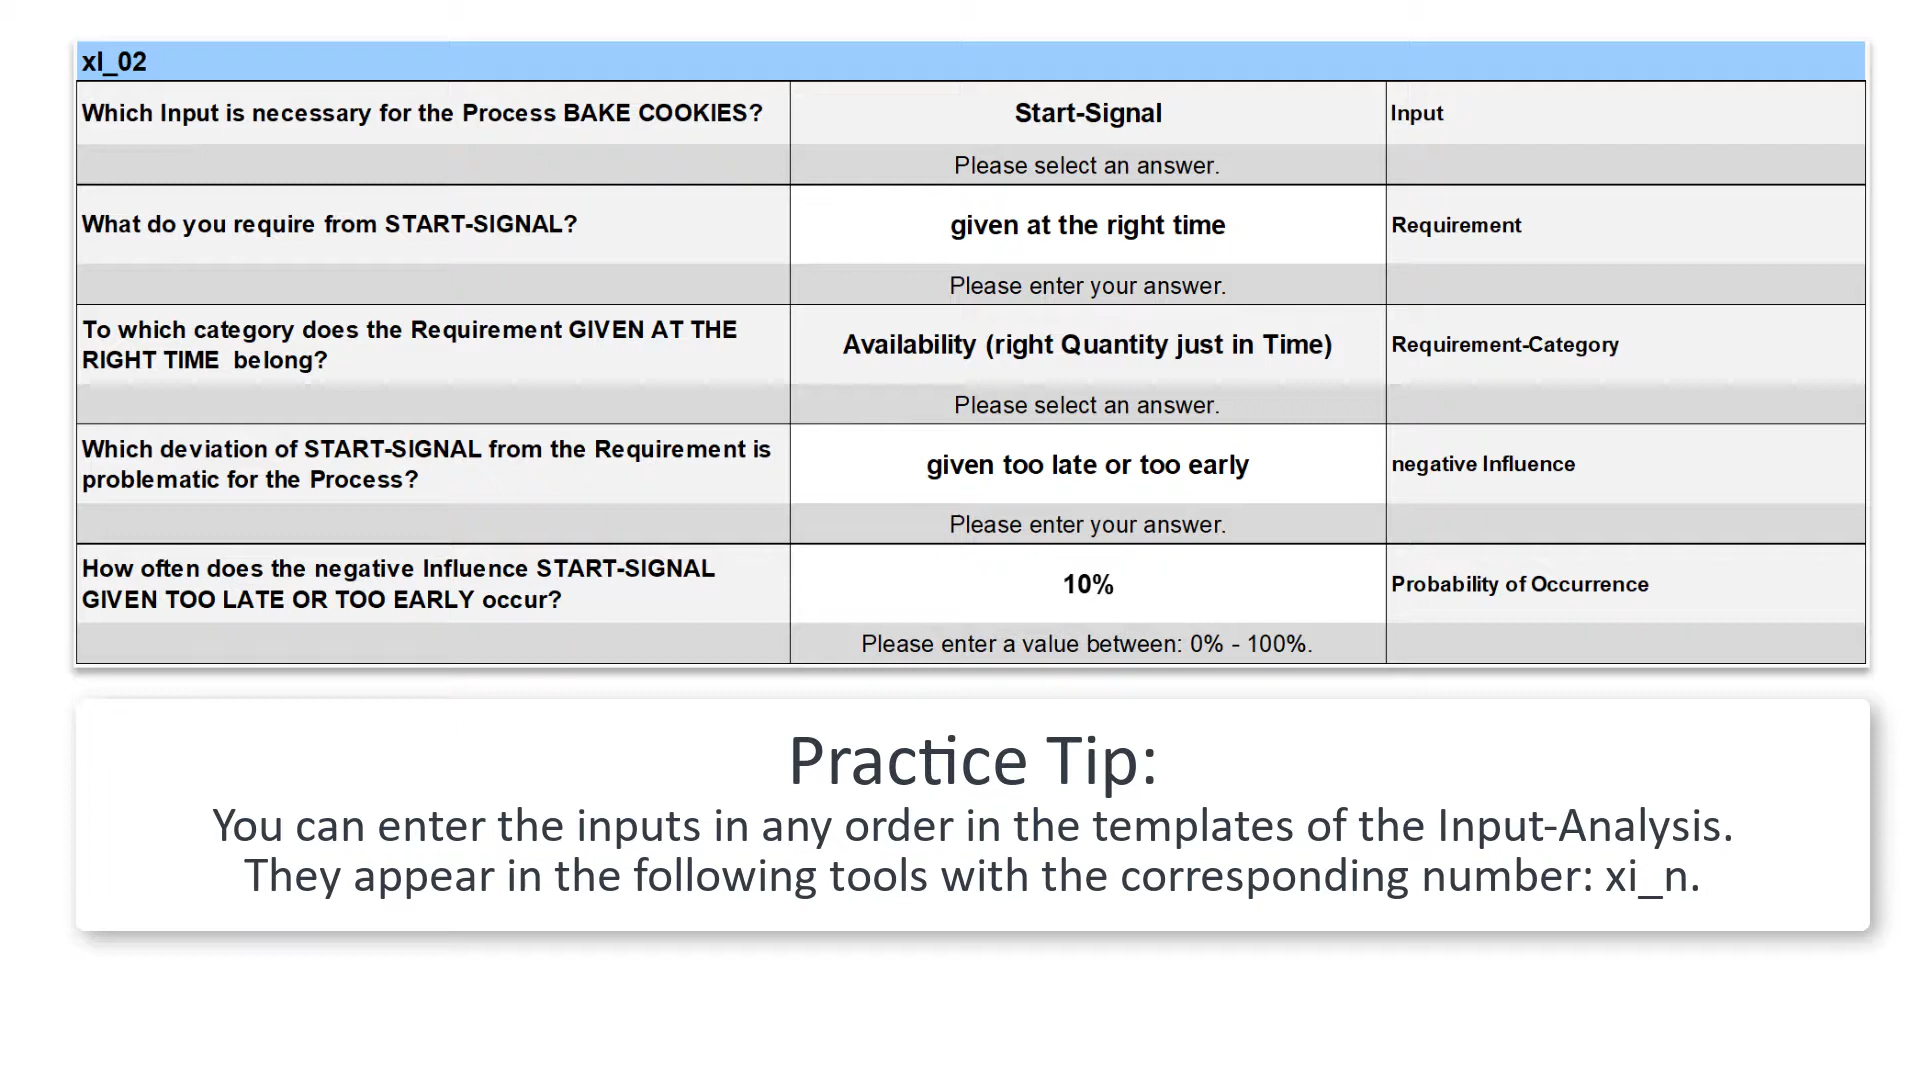 xI_02
Which Input is necessary for the Process BAKE COOKIES?
Start-Signal
Input
Please select an answer.
What do you require from START-SIGNAL?
given at the right time
Requirement
Please enter your answer.
To which category does the Requirement GIVEN AT THE
RIGHT TIME belong?
Availability (right Quantity just in Time)
Requirement-Category
Please select an answer.
Which deviation of START-SIGNAL from the Requirement is
problematic for the Process?
given too late or too early
negative Influence
Please enter your answer.
How often does the negative Influence START-SIGNAL
GIVEN TOO LATE OR TOO EARLY occur?
10%
Probability of Occurrence
Please enter a value between: 0% - 100%.
Practice Tip:
You can enter the inputs in any order in the templates of the Input-Analysis.
They appear in the following tools with the corresponding number: xi_n.